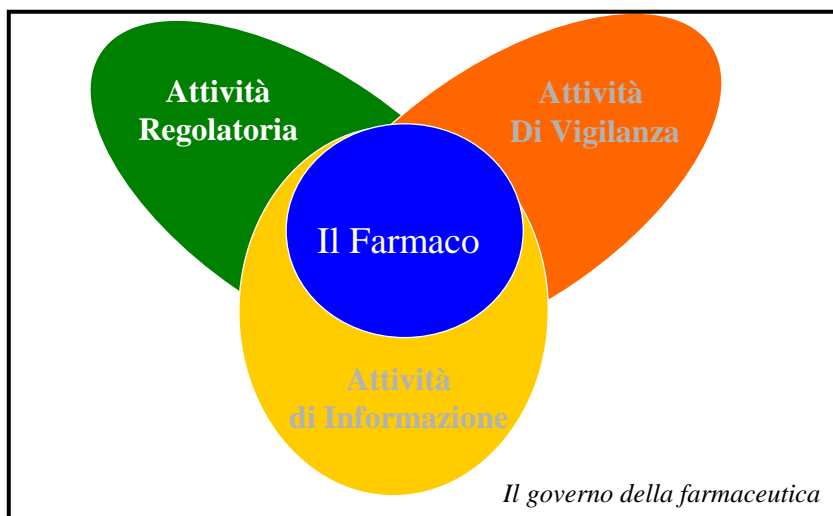 Attività
Regolatoria
Attività
Di Vigilanza
Il Farmaco
Attività
di Informazione
Il governo della farmaceutica